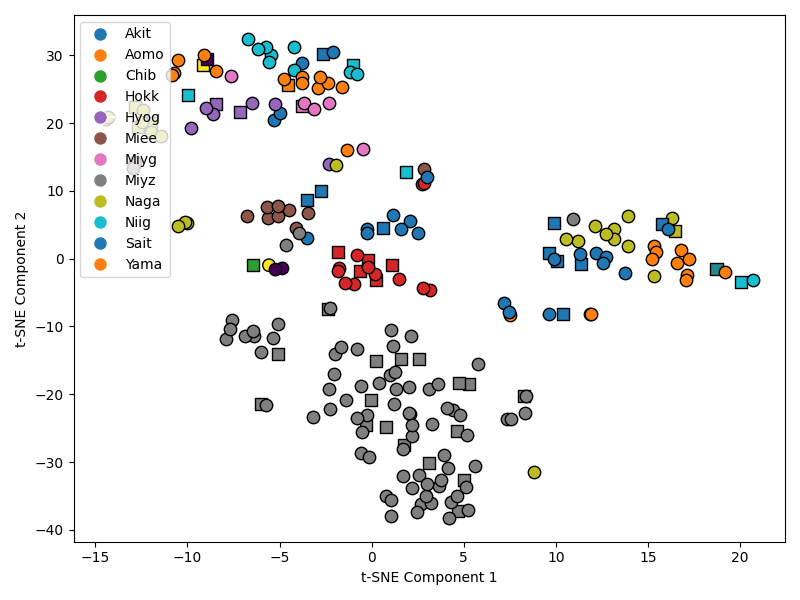 Akit
Aomo
Chib
Hokk
Hyog
Miee
Miyg
Miyz
Naga
Niig
Sait
Yama
30
20
10
0
−10
−20
−30
−40
t-SNE Component 2
−15
−10
−5
0
5
10
15
20
t-SNE Component 1